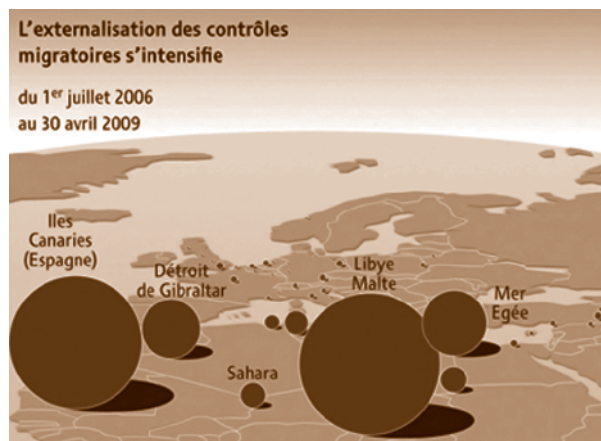 L'externalisation des contrôles
migratoires s'intensifie
du 1er juillet 2006
au 30 avril 2009
Iles
Canaries
(Espagne)
Détroit
de Gibraltar
Libye
Malte
Mer
Egée
Sahara